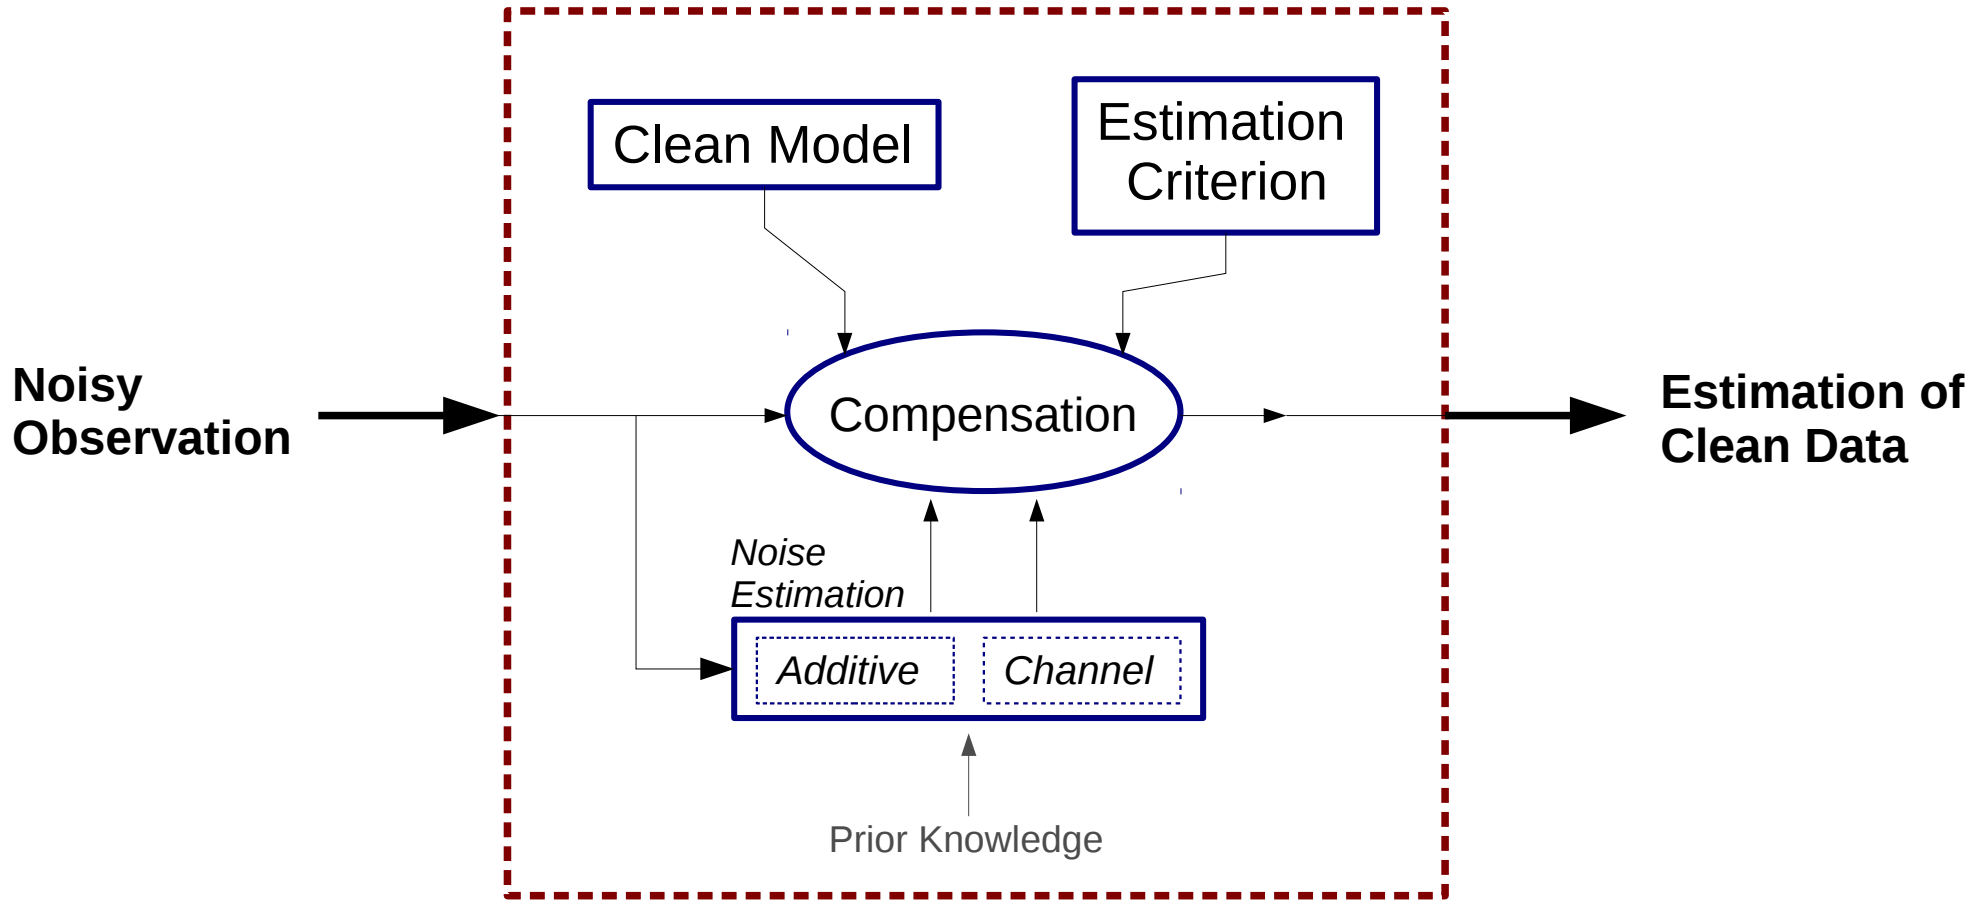 Clean Model
Estimation
Criterion
Noisy
Observation
Compensation
Estimation of
Clean Data
Noise
Estimation
Additive
Channel
Prior Knowledge